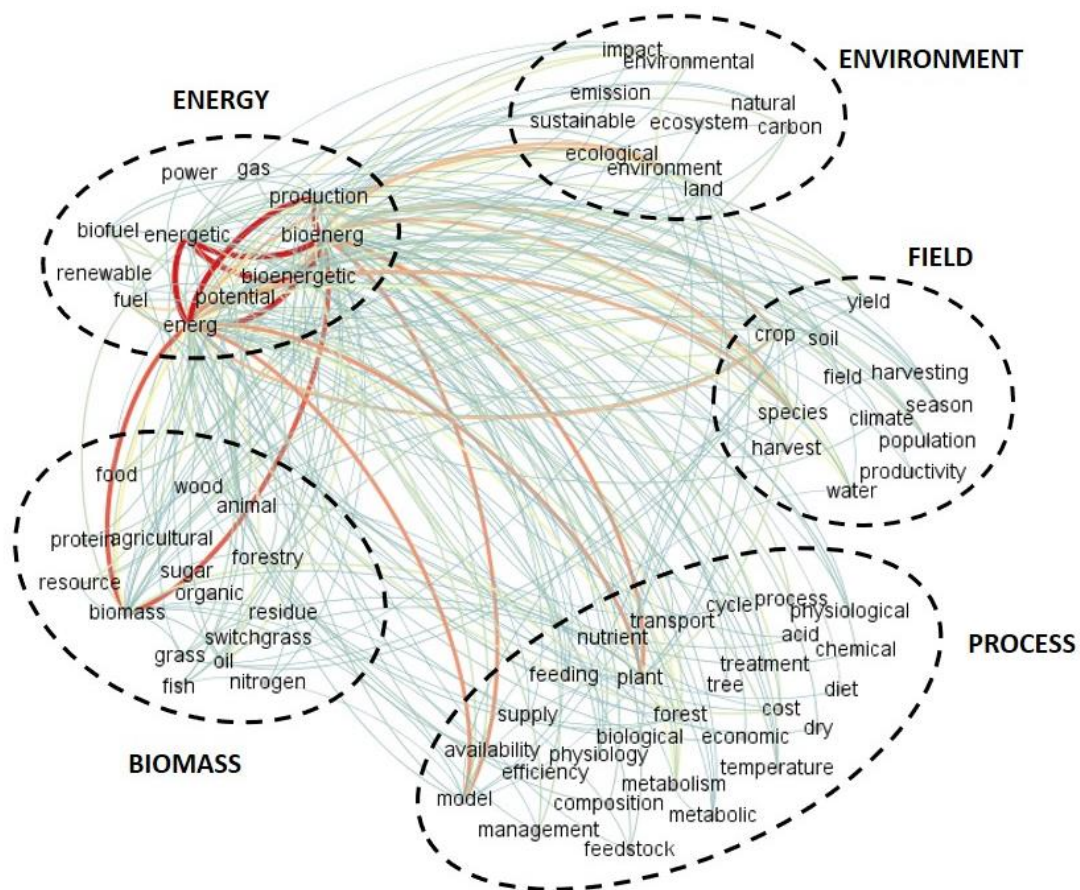 ENERGY
power
gas
production
biofuel
energetic
bioenerg
renewable
bioenergetic
fuel
potential
energ
ENVIRONMENT
impact
environmental
emission
natural
sustainable
ecosystem
carbon
ecological
environment
land
FIELD
yield
crop
soil
field
harvesting
species
season
climate
harvest
population
productivity
water
BIOMASS
food
wood
animal
protein
agricultural
forestry
resource
sugar
organic
biomass
residue
switchgrass
grass
oil
fish
nitrogen
PROCESS
cycle
process
physiological
transport
nutrient
acid
chemical
treatment
feeding
plant
tree
diet
supply
forest
cost
dry
biological
economic
availability
physiology
efficiency
temperature
metabolism
model
composition
metabolic
management
feedstock